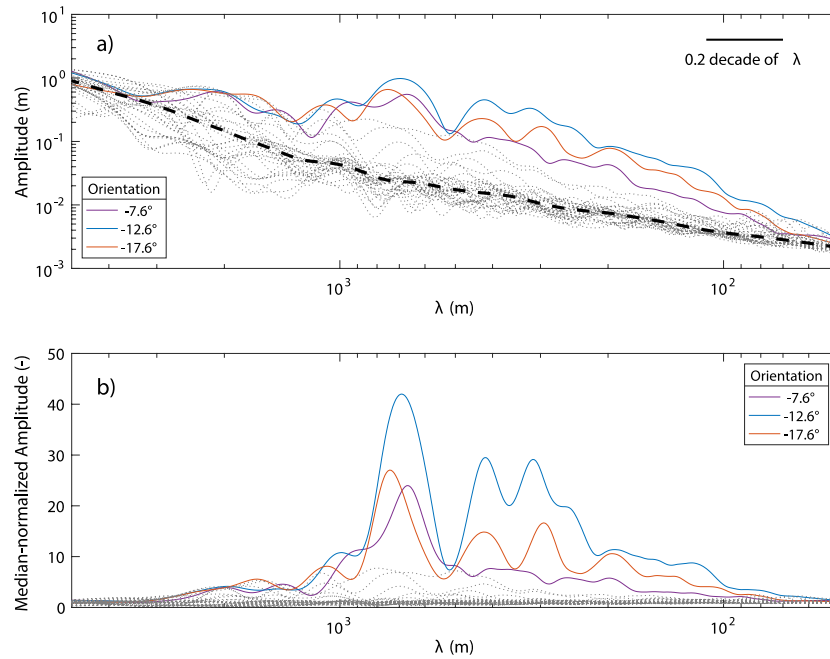 10¹
a)
0.2 decade of λ
10⁰
Amplitude (m)
10⁻¹
Orientation
-7.6°
-12.6°
-17.6°
10⁻²
10⁻³
10³
10²
λ (m)
50
b)
Orientation
-7.6°
-12.6°
-17.6°
40
Median-normalized Amplitude (-)
30
20
10
0
10³
10²
λ (m)